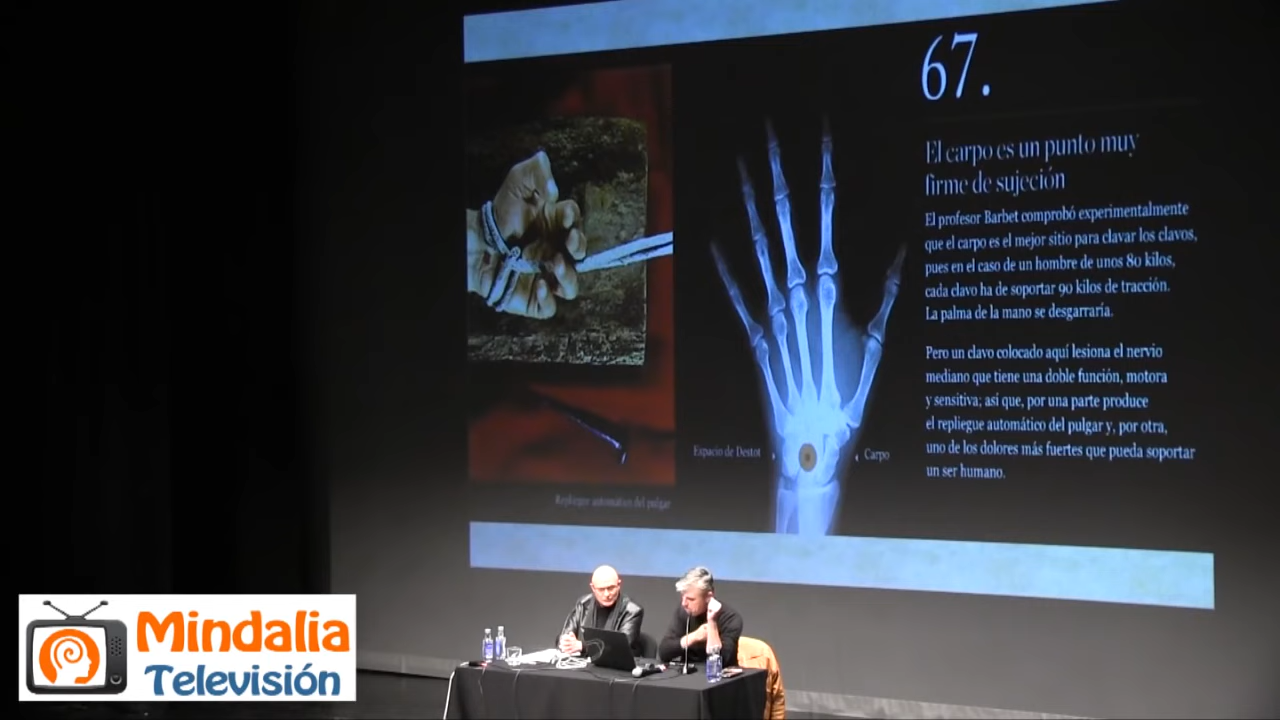 67.
El carpo es un punto muy
firme de sujeción
El profesor Barbet comprobó experimentalmente
que el carpo es el mejor sitio para clavar los clavos,
pues en el caso de un hombre de unos 80 kilos,
cada clavo ha de soportar 90 kilos de tracción.
La palma de la mano se desgarraría.
Pero un clavo colocado aquí lesiona el nervio
mediano que tiene una doble función, motora
y sensitiva; asi que, por una parte produce
el repliegue automático del pulgar y, por otra,
uno de los dolores más fuertes que pueda soportar
un ser humano.
Espacio de Destot
Carpo
Repliegue automático del pulgar
Mindalia
Televisión